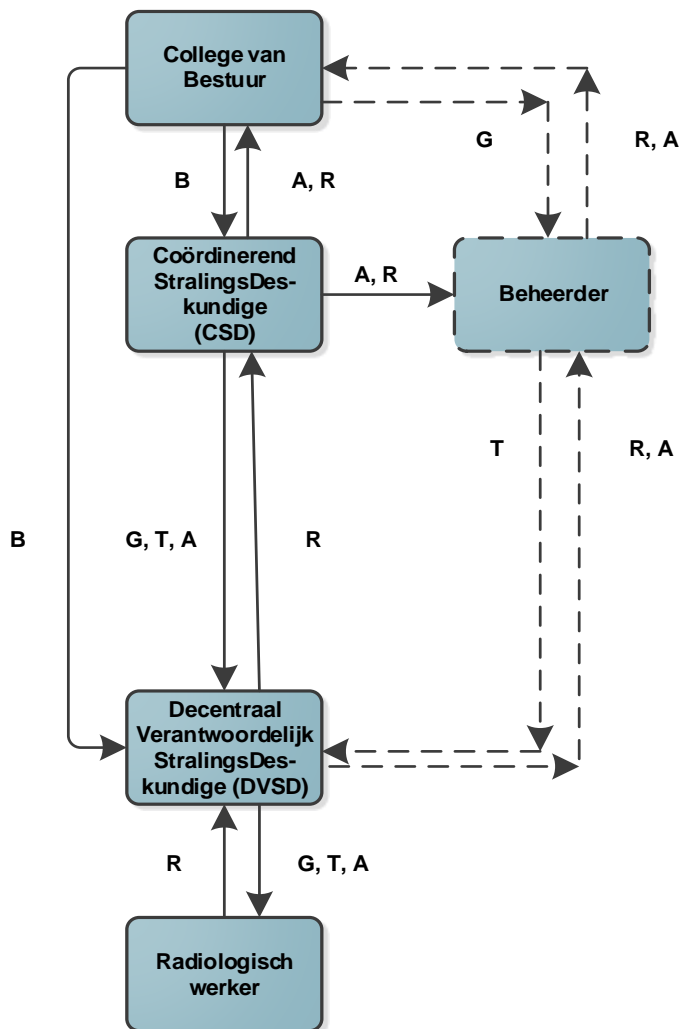 College van
Bestuur
G
R, A
B
A, R
Coördinerend
StralingsDes-
kundige
(CSD)
A, R
Beheerder
T
R, A
B
G, T, A
R
Decentraal
Verantwoordelijk
StralingsDes-
kundige (DVSD)
R
G, T, A
Radiologisch
werker